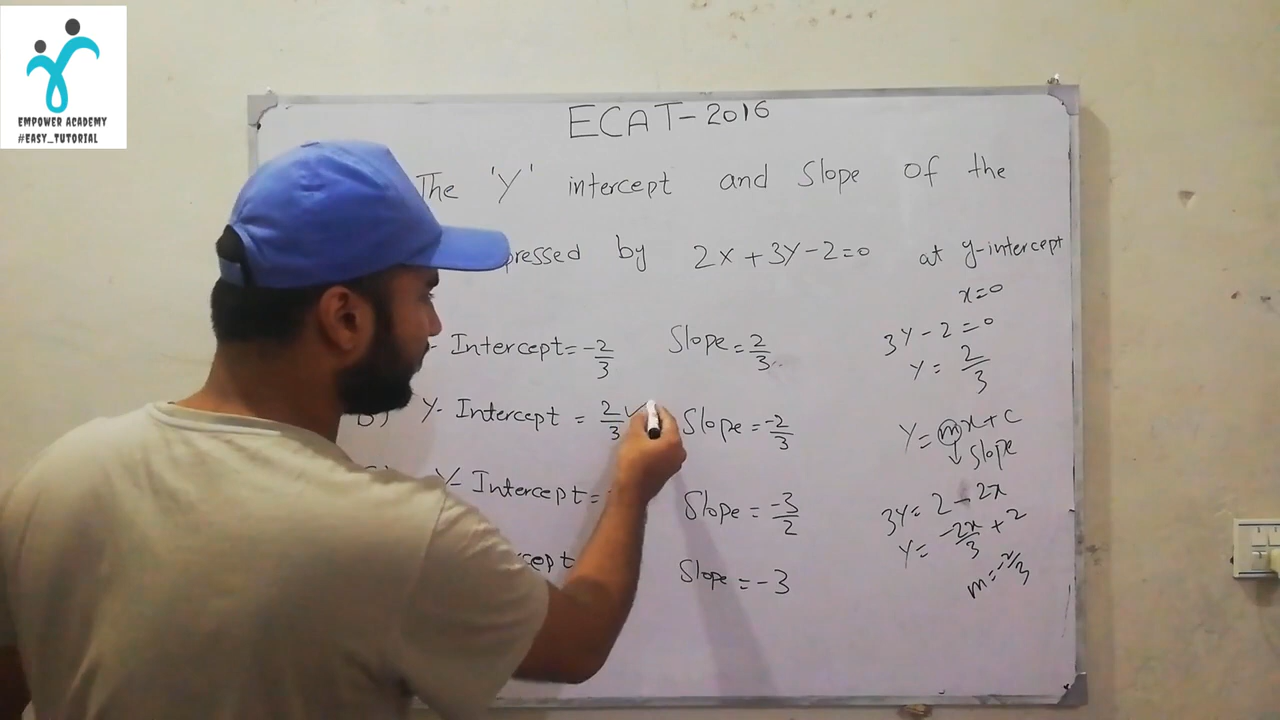 EMPOWER ACADEMY
#EASY_TUTORIAL
ECAT-2016
The 'Y' intercept and Slope of the
pressed by 2x+3y-2=0 at y-intercept
x=0
3y-2=0
y=2/3
Intercept=-2/3 Slope=2/3
B) Y-Intercept=2/3 Slope=-2/3
y=mx+c
slope
Y-Intercept= Slope=-3/2
3y=2-2x
y=-2x/3+2
m=-2/3
cept Slope=-3